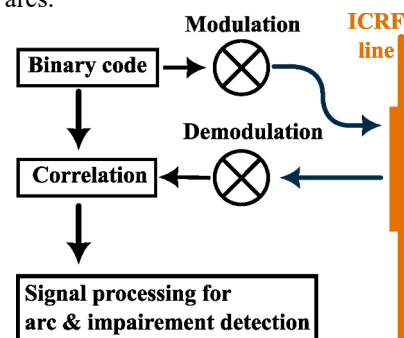 arcs.
Modulation
ICRF
line
Binary code
Demodulation
Correlation
Signal processing for
arc & impairement detection